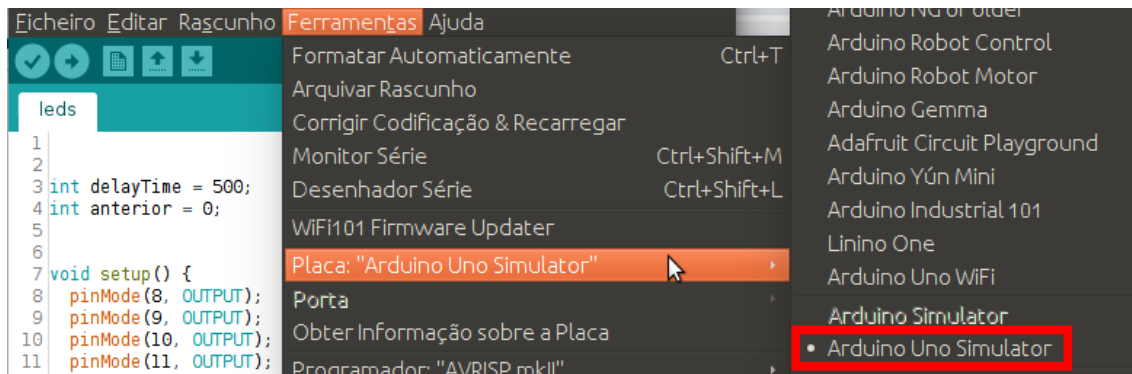 Ficheiro Editar Rascunho Ferramentas Ajuda
leds
1
2
3 int delayTime = 500;
4 int anterior = 0;
5
6
7 void setup() {
8 pinMode(8, OUTPUT);
9 pinMode(9, OUTPUT);
10 pinMode(10, OUTPUT);
11 pinMode(11, OUTPUT);
Formatar Automaticamente Ctrl+T
Arquivar Rascunho
Corrigir Codificação & Recarregar
Monitor Série Ctrl+Shift+M
Desenhador Série Ctrl+Shift+L
WiFi101 Firmware Updater
Placa: "Arduino Uno Simulator"
Porta
Obter Informação sobre a Placa
Programador: "AVRISP mkII"
Arduino NG or older
Arduino Robot Control
Arduino Robot Motor
Arduino Gemma
Adafruit Circuit Playground
Arduino Yún Mini
Arduino Industrial 101
Linino One
Arduino Uno WiFi
Arduino Simulator
• Arduino Uno Simulator